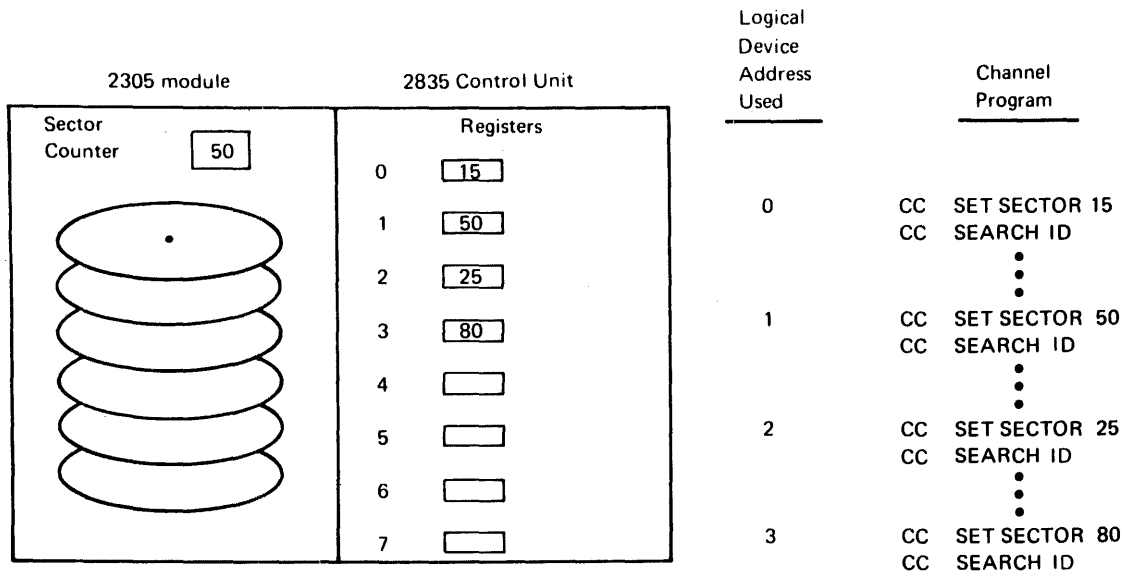 Logical
Device
Address
Used
Channel
Program
2305 module
2835 Control Unit
Sector
Counter
50
Registers
0 15
1 50
2 25
3 80
4
5
6
7
0 CC SET SECTOR 15
CC SEARCH ID
1 CC SET SECTOR 50
CC SEARCH ID
2 CC SET SECTOR 25
CC SEARCH ID
3 CC SET SECTOR 80
CC SEARCH ID